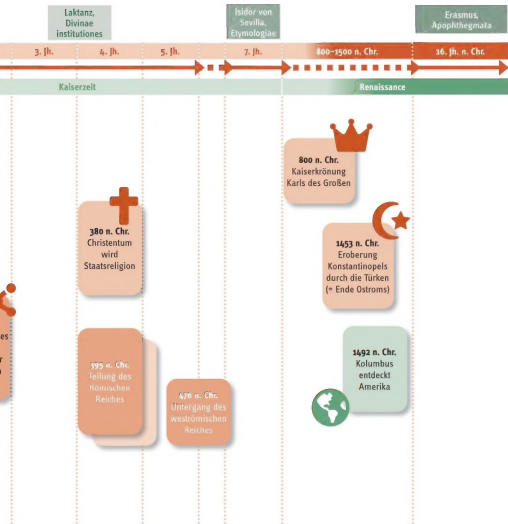 Laktanz,
Divinae
institutiones
Isidor von
Sevilla,
Etymologiae
Erasmus,
Apophthegmata
3. Jh.
4. Jh.
5. Jh.
7. Jh.
800–1500 n. Chr.
16. Jh. n. Chr.
Kaiserzeit
Renaissance
800 n. Chr.
Kaiserkrönung
Karls des Großen
380 n. Chr.
Christentum
wird
Staatsreligion
1453 n. Chr.
Eroberung
Konstantinopels
durch die Türken
(= Ende Ostroms)
395 n. Chr.
Teilung des
Römischen
Reiches
476 n. Chr.
Untergang des
weströmischen
Reiches
1492 n. Chr.
Kolumbus
entdeckt
Amerika